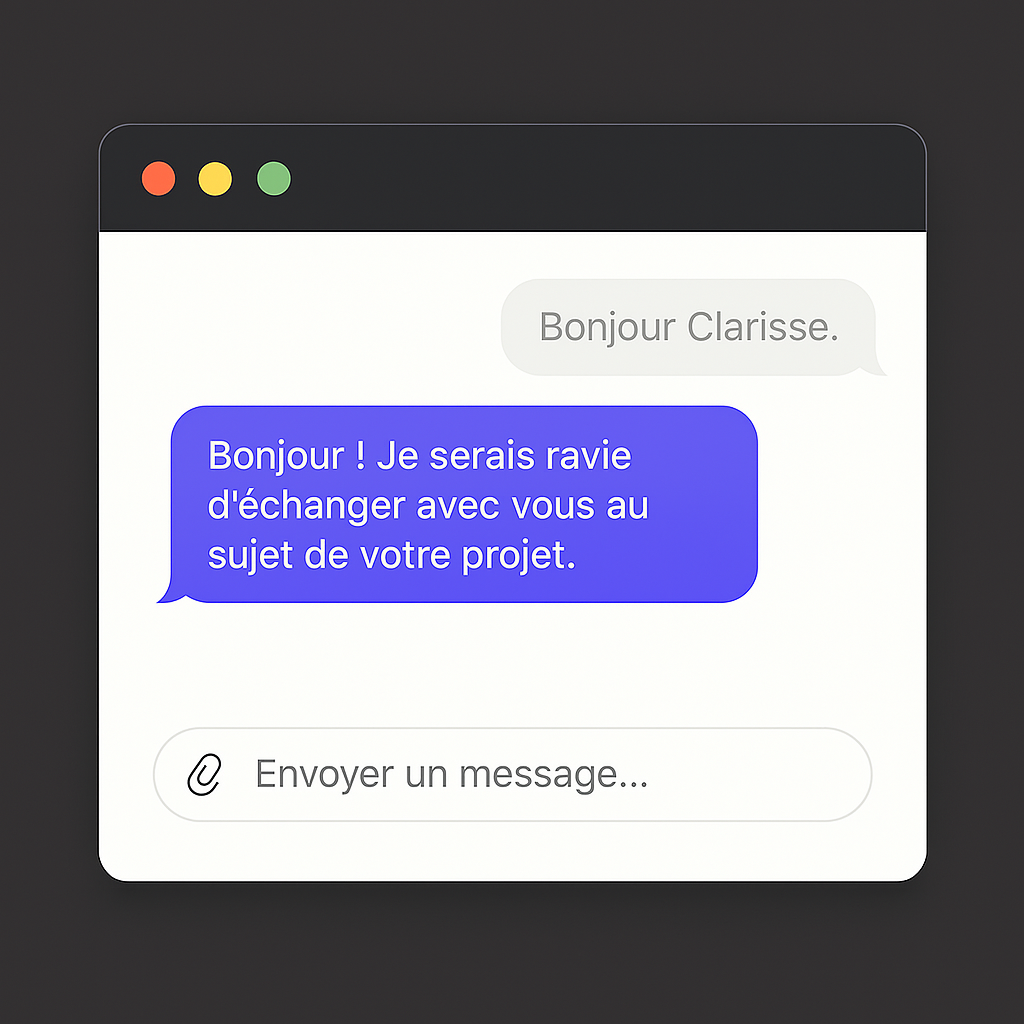 Bonjour Clarisse.
Bonjour ! Je serais ravie
d'échanger avec vous au
sujet de votre projet.
Envoyer un message...